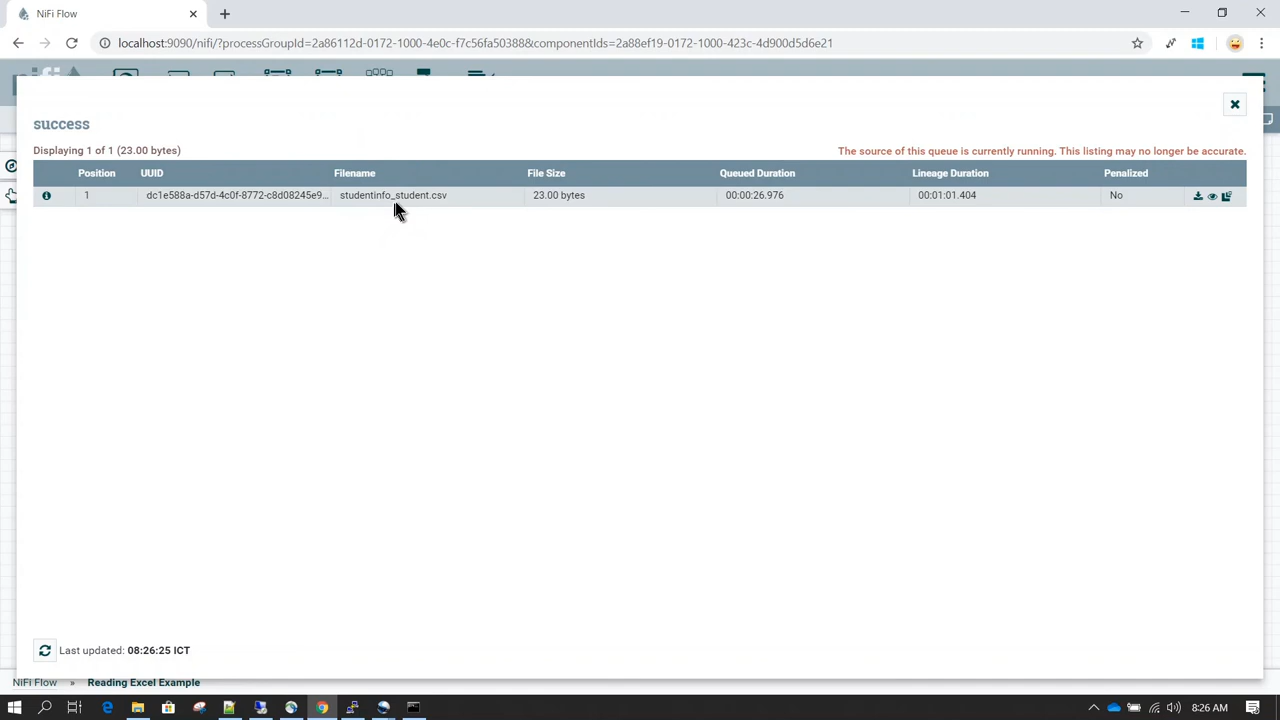 NiFi Flow
localhost:9090/nifi/?processGroupId=2a86112d-0172-1000-4e0c-f7c56fa50388&componentIds=2a88ef19-0172-1000-423c-4d900d5d6e21
success
Displaying 1 of 1 (23.00 bytes)
The source of this queue is currently running. This listing may no longer be accurate.
Position UUID Filename File Size Queued Duration Lineage Duration Penalized
1 dc1e588a-d57d-4c0f-8772-c8d08245e9... studentinfo_student.csv 23.00 bytes 00:00:26.976 00:01:01.404 No
Last updated: 08:26:25 ICT
NiFi Flow » Reading Excel Example
8:26 AM